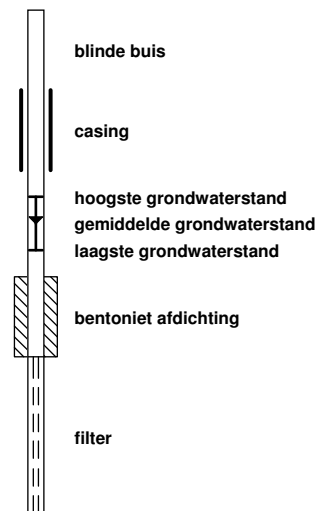 blinde buis
casing
hoogste grondwaterstand
gemiddelde grondwaterstand
laagste grondwaterstand
bentoniet afdichting
filter